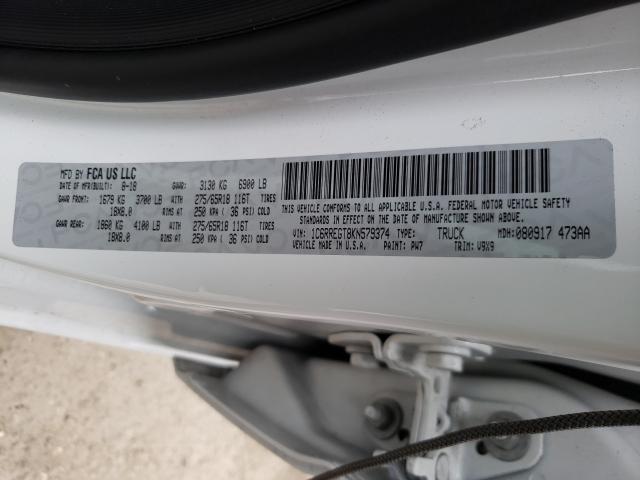 MFD BY FCA US LLC
DATE OF MFR(BUILT): 8-18 GVWR: 3130 KG 6900 LB
GAWR FRONT: 1679 KG 3700 LB WITH 275/65R18 116T TIRES
18X8.0 RIMS AT 250 KPA ( 36 PSI) COLD
GAWR REAR: 1860 KG 4100 LB WITH 275/65R18 116T TIRES
18X8.0 RIMS AT 250 KPA ( 36 PSI) COLD
THIS VEHICLE CONFORMS TO ALL APPLICABLE U.S.A. FEDERAL MOTOR VEHICLE SAFETY
STANDARDS IN EFFECT ON THE DATE OF MANUFACTURE SHOWN ABOVE.
VIN: 1C6RREGT8KN579374 TYPE: TRUCK MDH: 080917 473AA
VEHICLE MADE IN U.S.A. PAINT: PW7 TRIM: V9X9